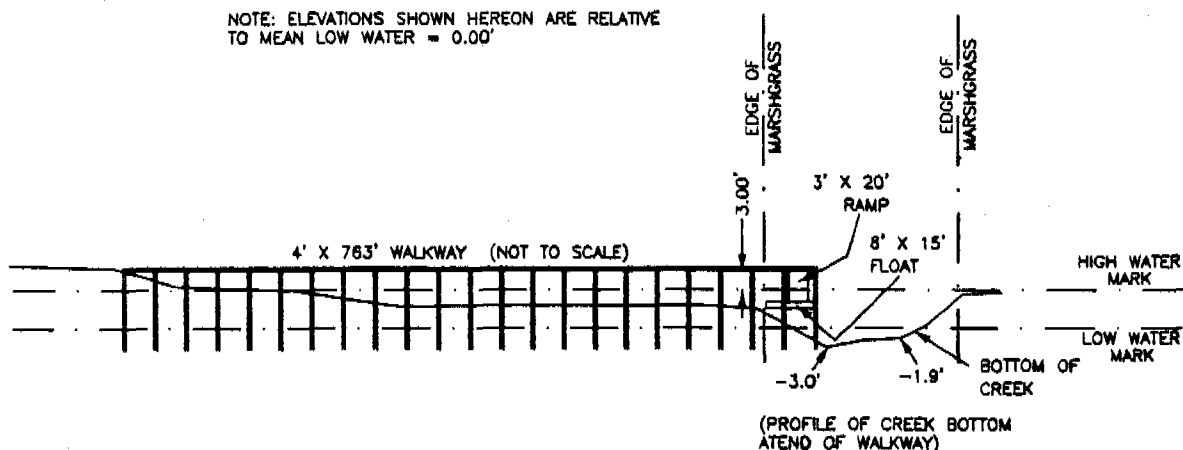 NOTE: ELEVATIONS SHOWN HEREON ARE RELATIVE
TO MEAN LOW WATER = 0.00'
EDGE OF
MARSHGRASS
EDGE OF
MARSHGRASS
3.00'
3' X 20'
RAMP
8' X 15'
FLOAT
4' X 763' WALKWAY (NOT TO SCALE)
HIGH WATER
MARK
LOW WATER
MARK
-3.0'
-1.9'
BOTTOM OF
CREEK
(PROFILE OF CREEK BOTTOM
ATEND OF WALKWAY)